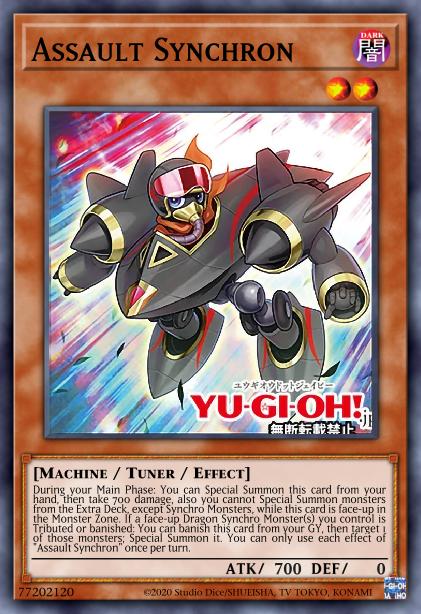 Assault Synchron
DARK
闇
ユウギオウドットジェイピー
YU-GI-OH!
無断転載禁止
[Machine / Tuner / Effect]
During your Main Phase: You can Special Summon this card from your
hand, then take 700 damage, also you cannot Special Summon monsters
from the Extra Deck, except Synchro Monsters, while this card is face-up in
the Monster Zone. If a face-up Dragon Synchro Monster(s) you control is
Tributed or banished: You can banish this card from your GY, then target 1
of those monsters; Special Summon it. You can only use each effect of
"Assault Synchron" once per turn.
ATK/ 700 DEF/ 0
77202120
©2020 Studio Dice/SHUEISHA, TV TOKYO, KONAMI